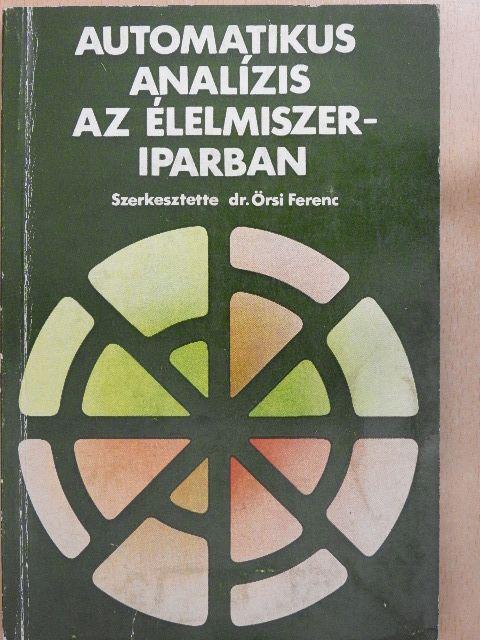 AUTOMATIKUS
ANALÍZIS
AZ ÉLELMISZER-
IPARBAN
Szerkesztette dr. Örsi Ferenc